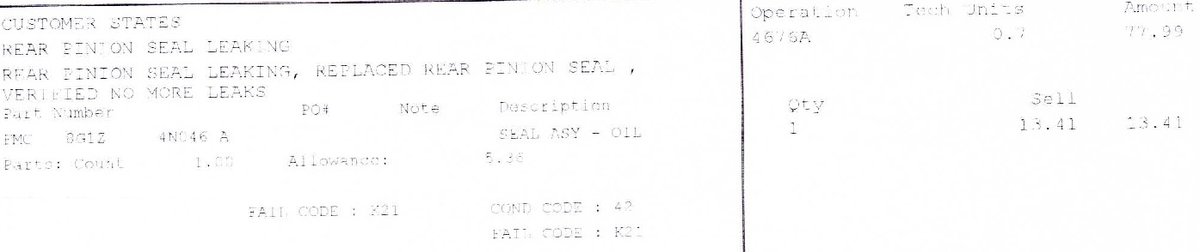 CUSTOMER STATES
REAR PINION SEAL LEAKING
REAR PINION SEAL LEAKING, REPLACED REAR PINION SEAL ,
VERIFIED NO MORE LEAKS
Part Number PO# Note Description
FMC 8G1Z 4N046 A SEAL ASY - OIL
Parts: Count 1.00 Allowance: 5.36
FAIL CODE : K21 COND CODE : 42
FAIL CODE : K21
Operation Tech Units Amount
4676A 0.7 77.99
Qty Sell
1 13.41 13.41